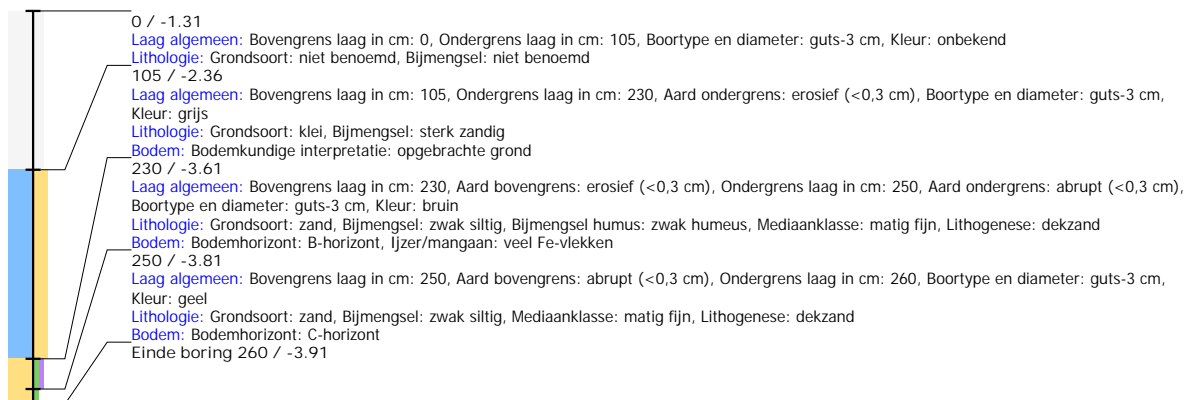 0 / -1.31
Laag algemeen: Bovengrens laag in cm: 0, Ondergrens laag in cm: 105, Boortype en diameter: guts-3 cm, Kleur: onbekend
Lithologie: Grondsoort: niet benoemd, Bijmengsel: niet benoemd
105 / -2.36
Laag algemeen: Bovengrens laag in cm: 105, Ondergrens laag in cm: 230, Aard ondergrens: erosief (<0,3 cm), Boortype en diameter: guts-3 cm,
Kleur: grijs
Lithologie: Grondsoort: klei, Bijmengsel: sterk zandig
Bodem: Bodemkundige interpretatie: opgebrachte grond
230 / -3.61
Laag algemeen: Bovengrens laag in cm: 230, Aard bovengrens: erosief (<0,3 cm), Ondergrens laag in cm: 250, Aard ondergrens: abrupt (<0,3 cm),
Boortype en diameter: guts-3 cm, Kleur: bruin
Lithologie: Grondsoort: zand, Bijmengsel: zwak siltig, Bijmengsel humus: zwak humeus, Mediaanklasse: matig fijn, Lithogenese: dekzand
Bodem: Bodemhorizont: B-horizont, Ijzer/mangaan: veel Fe-vlekken
250 / -3.81
Laag algemeen: Bovengrens laag in cm: 250, Aard bovengrens: abrupt (<0,3 cm), Ondergrens laag in cm: 260, Boortype en diameter: guts-3 cm,
Kleur: geel
Lithologie: Grondsoort: zand, Bijmengsel: zwak siltig, Mediaanklasse: matig fijn, Lithogenese: dekzand
Bodem: Bodemhorizont: C-horizont
Einde boring 260 / -3.91